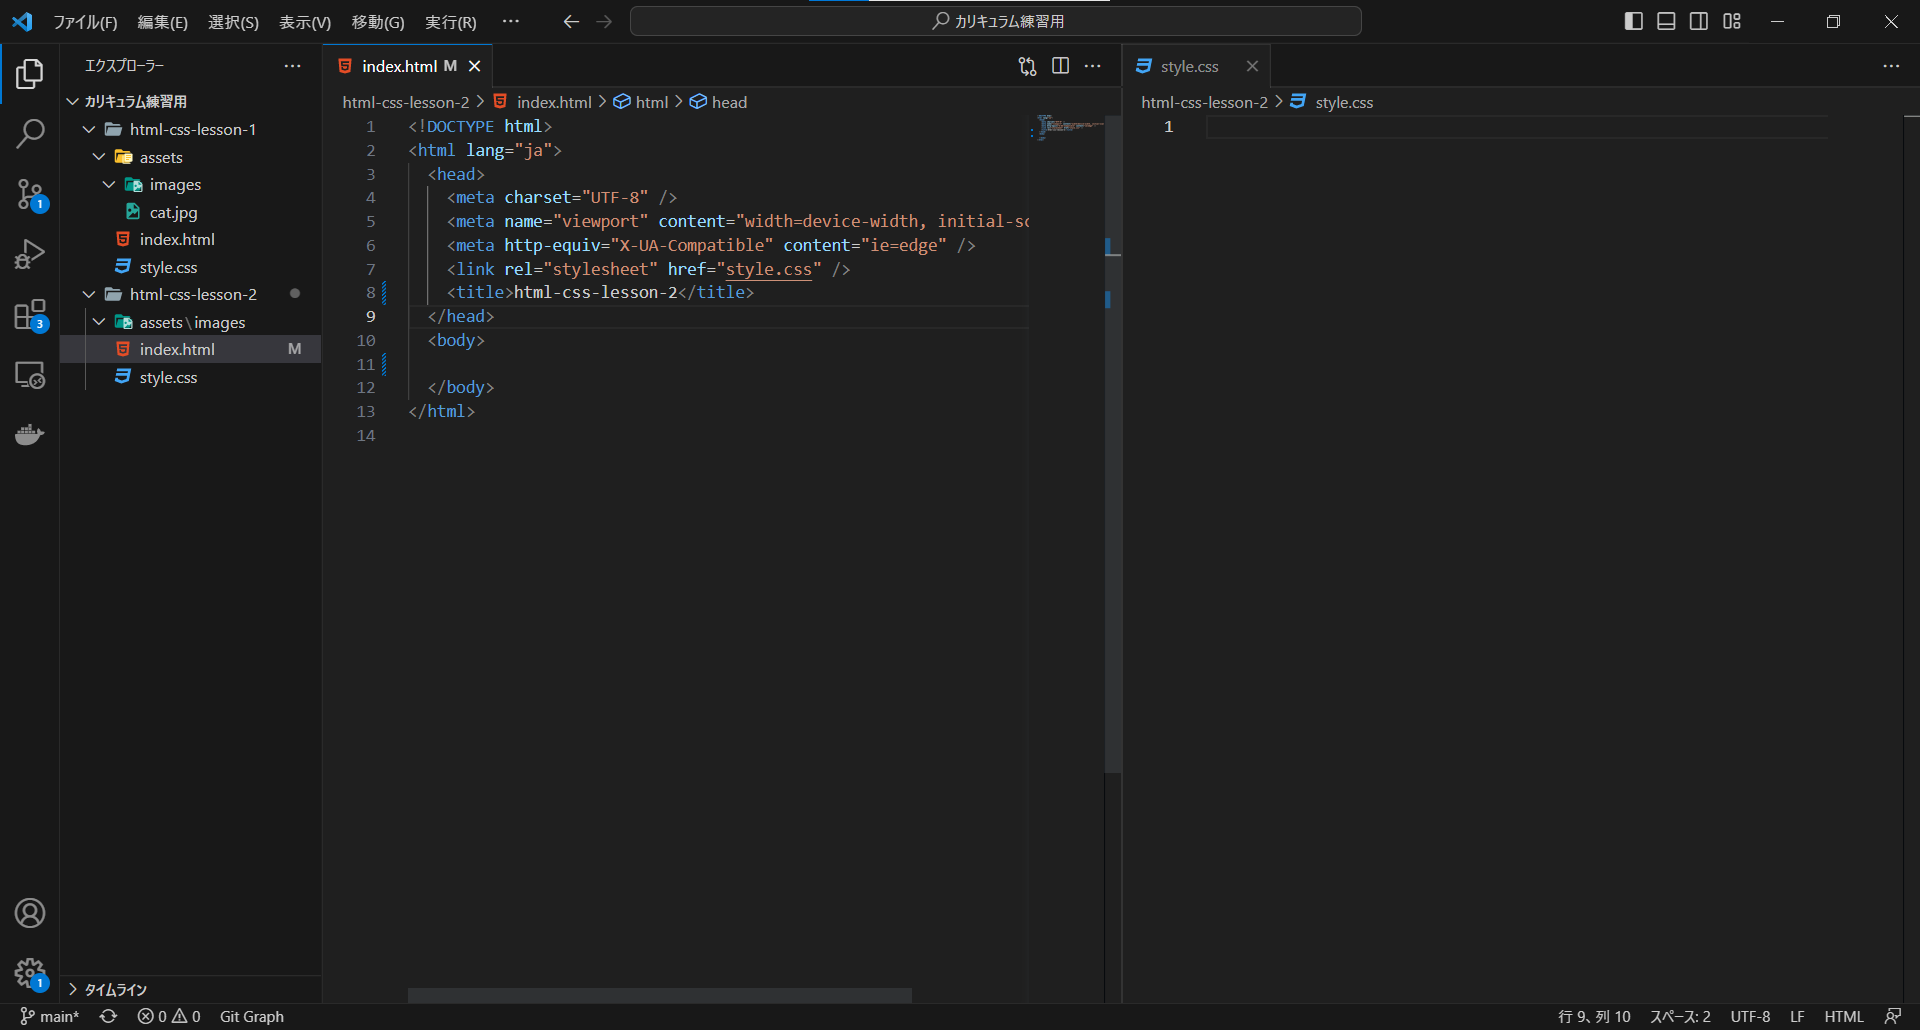 ファイル(F) 編集(E) 選択(S) 表示(V) 移動(G) 実行(R) ··· カリキュラム練習用
エクスプローラー ···
カリキュラム練習用
html-css-lesson-1
assets
images
cat.jpg
index.html
style.css
html-css-lesson-2
assets\images
index.html M
style.css
タイムライン
index.html M
html-css-lesson-2 > index.html > html > head
1 <!DOCTYPE html>
2 <html lang="ja">
3 <head>
4 <meta charset="UTF-8" />
5 <meta name="viewport" content="width=device-width, initial-sc
6 <meta http-equiv="X-UA-Compatible" content="ie=edge" />
7 <link rel="stylesheet" href="style.css" />
8 <title>html-css-lesson-2</title>
9 </head>
10 <body>
11
12 </body>
13 </html>
14
style.css
html-css-lesson-2 > style.css
1
1
3
1
main* 0 0 Git Graph 行 9、列 10 スペース: 2 UTF-8 LF HTML